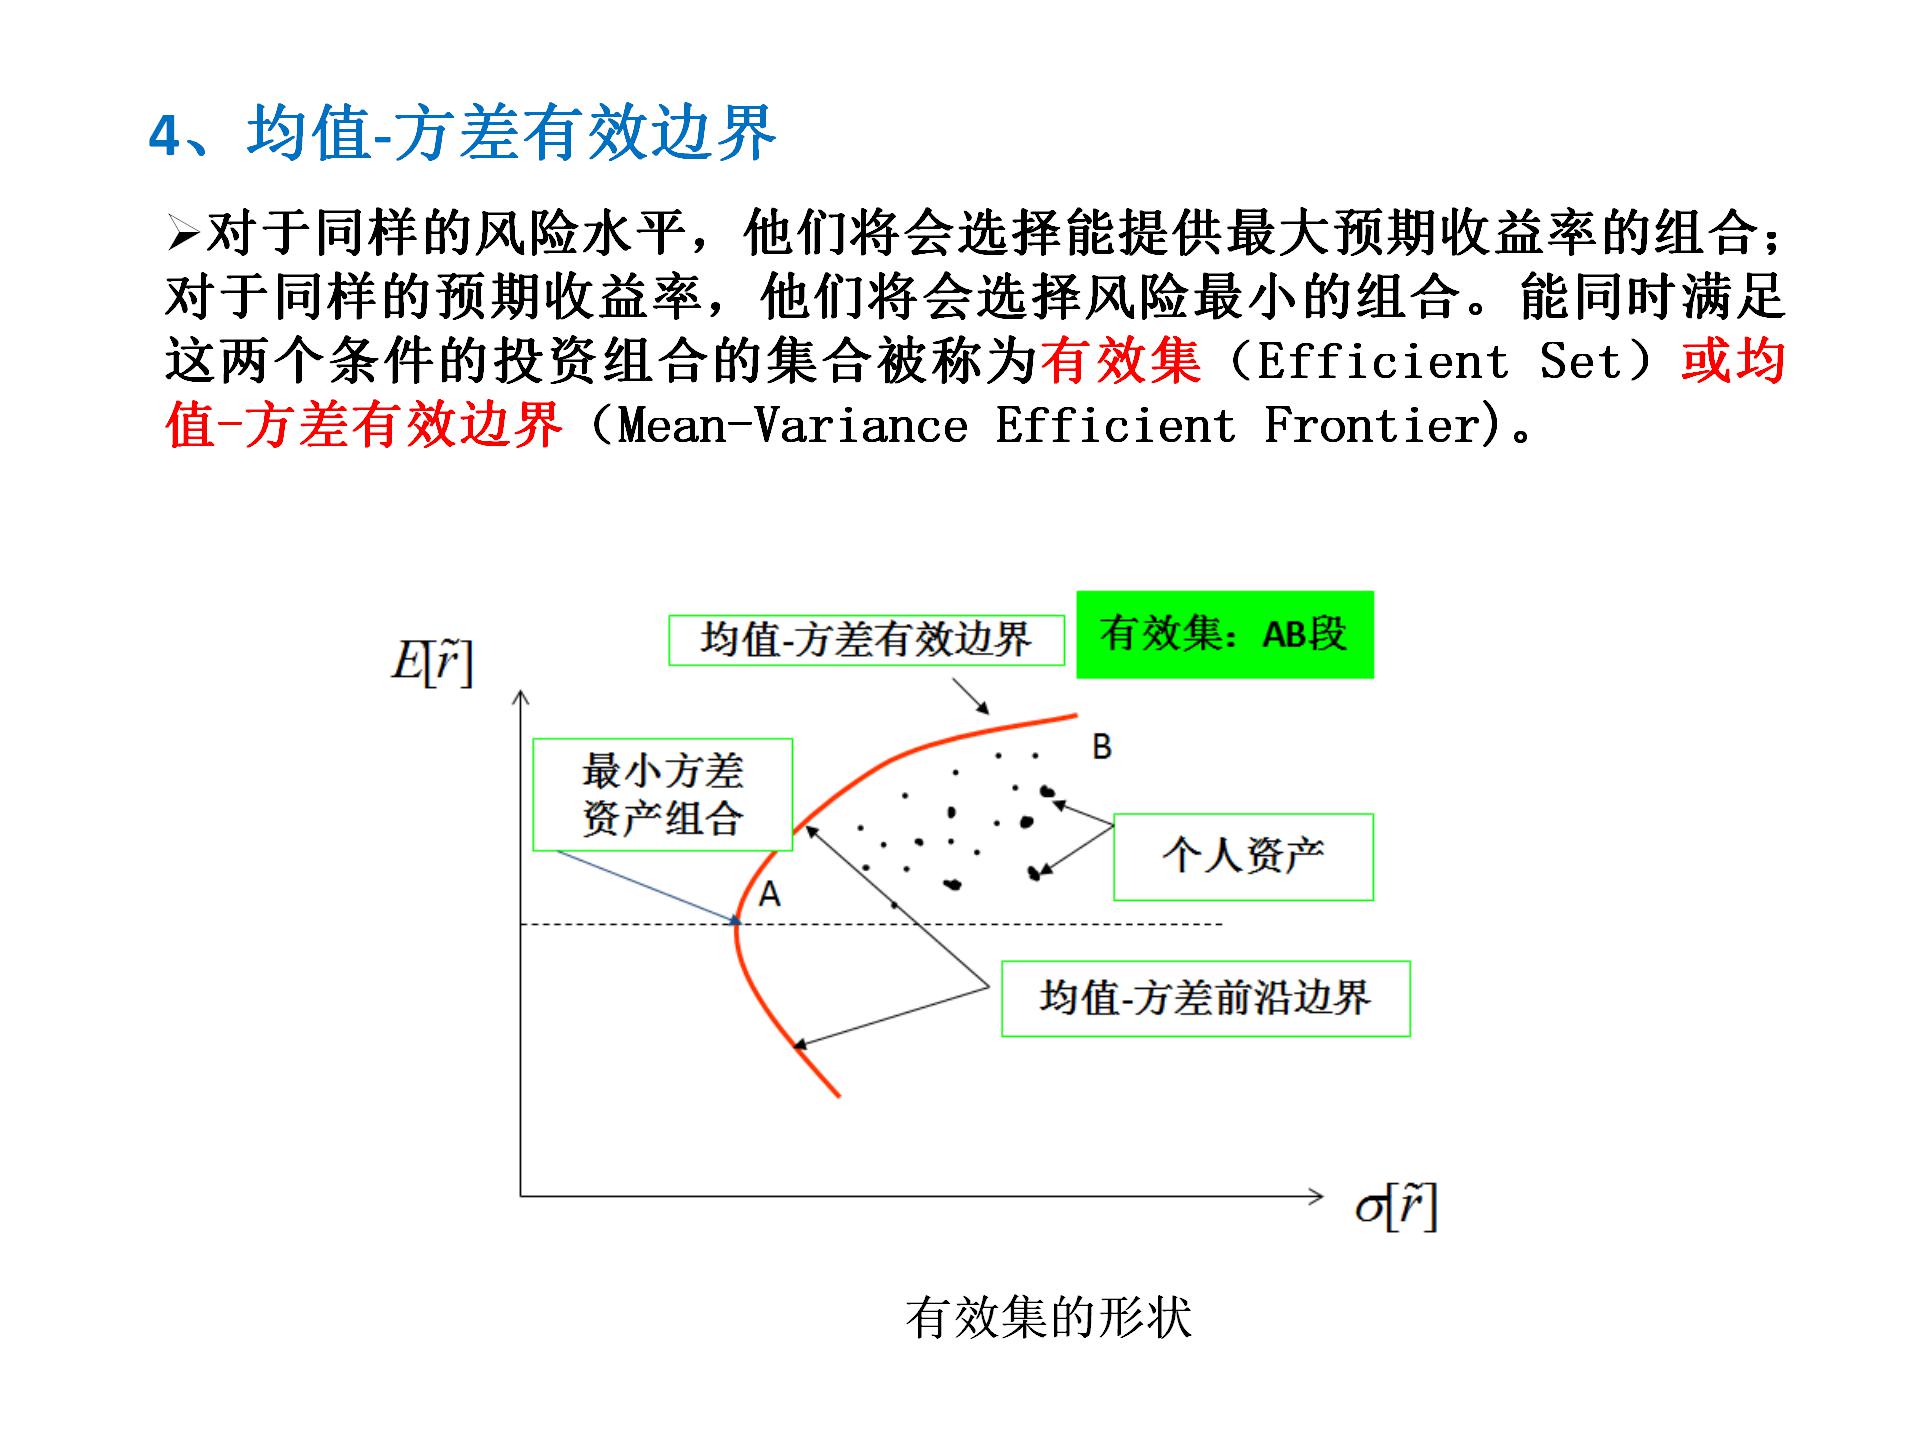 4、均值-方差有效边界
➢对于同样的风险水平，他们将会选择能提供最大预期收益率的组合；
对于同样的预期收益率，他们将会选择风险最小的组合。能同时满足
这两个条件的投资组合的集合被称为有效集（Efficient Set）或均
值-方差有效边界（Mean-Variance Efficient Frontier)。
均值-方差有效边界
有效集：AB段
E[r̃]
最小方差
资产组合
B
个人资产
A
均值-方差前沿边界
σ[r̃]
有效集的形状